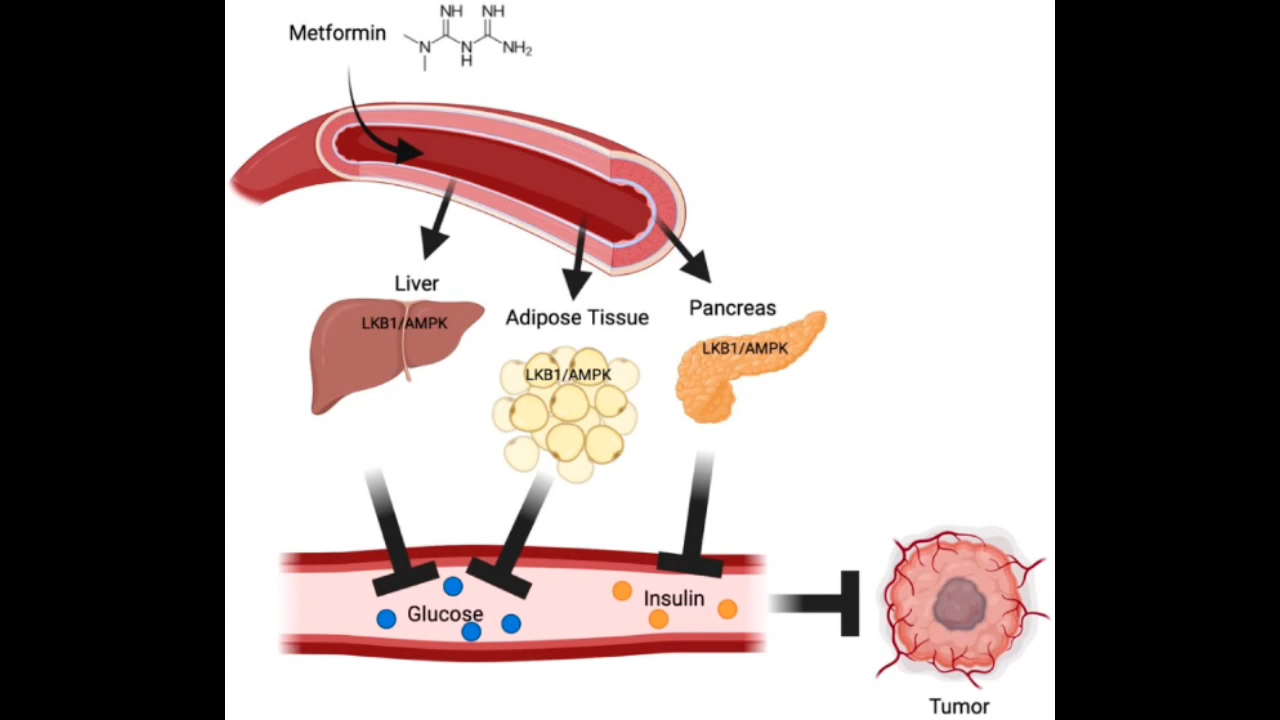 Metformin
NH NH
N N NH₂
H
Liver
LKB1/AMPK
Adipose Tissue
LKB1/AMPK
Pancreas
LKB1/AMPK
Glucose
Insulin
Tumor